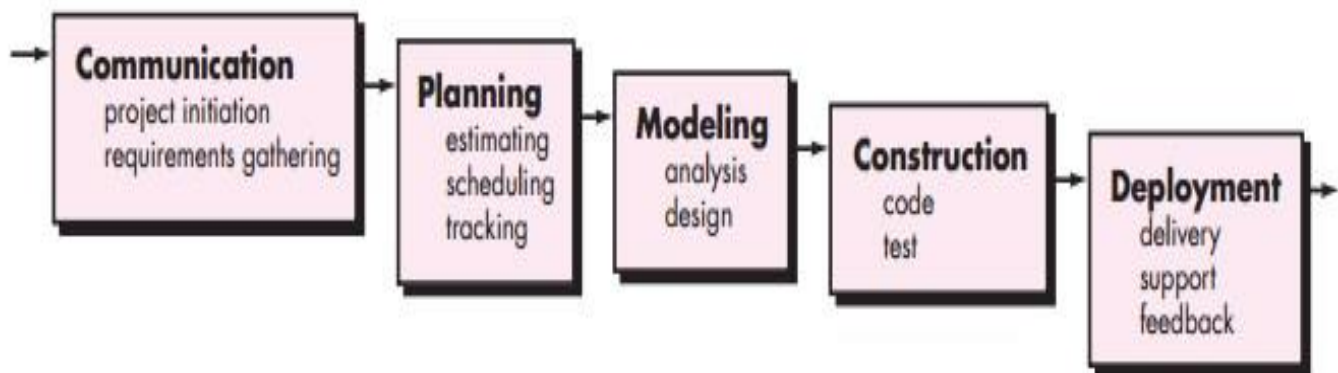 Communication
project initiation
requirements gathering
Planning
estimating
scheduling
tracking
Modeling
analysis
design
Construction
code
test
Deployment
delivery
support
feedback